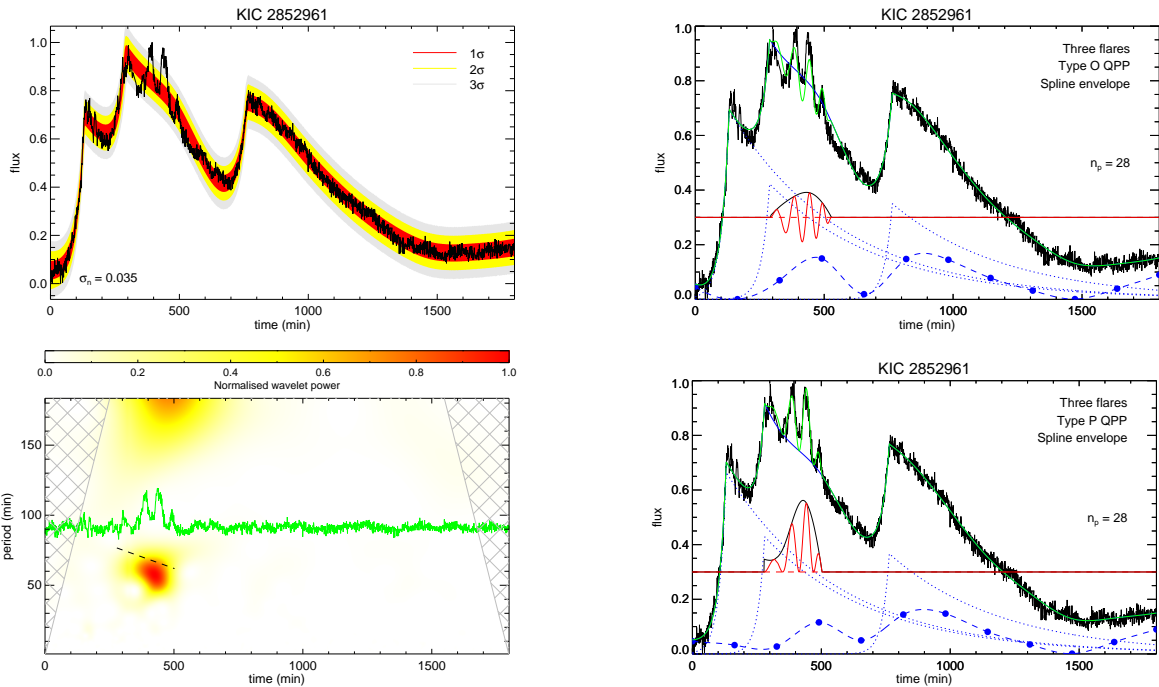 KIC 2852961
1.0
0.8
0.6
0.4
0.2
0.0
flux
1σ
2σ
3σ
σn = 0.035
0
500
1000
1500
time (min)
0.0
0.2
0.4
0.6
0.8
1.0
Normalised wavelet power
150
100
50
period (min)
0
500
1000
1500
time (min)
KIC 2852961
1.0
0.8
0.6
0.4
0.2
0.0
flux
Three flares
Type O QPP
Spline envelope
np = 28
0
500
1000
1500
time (min)
KIC 2852961
1.0
0.8
0.6
0.4
0.2
0.0
flux
Three flares
Type P QPP
Spline envelope
np = 28
0
500
1000
1500
time (min)